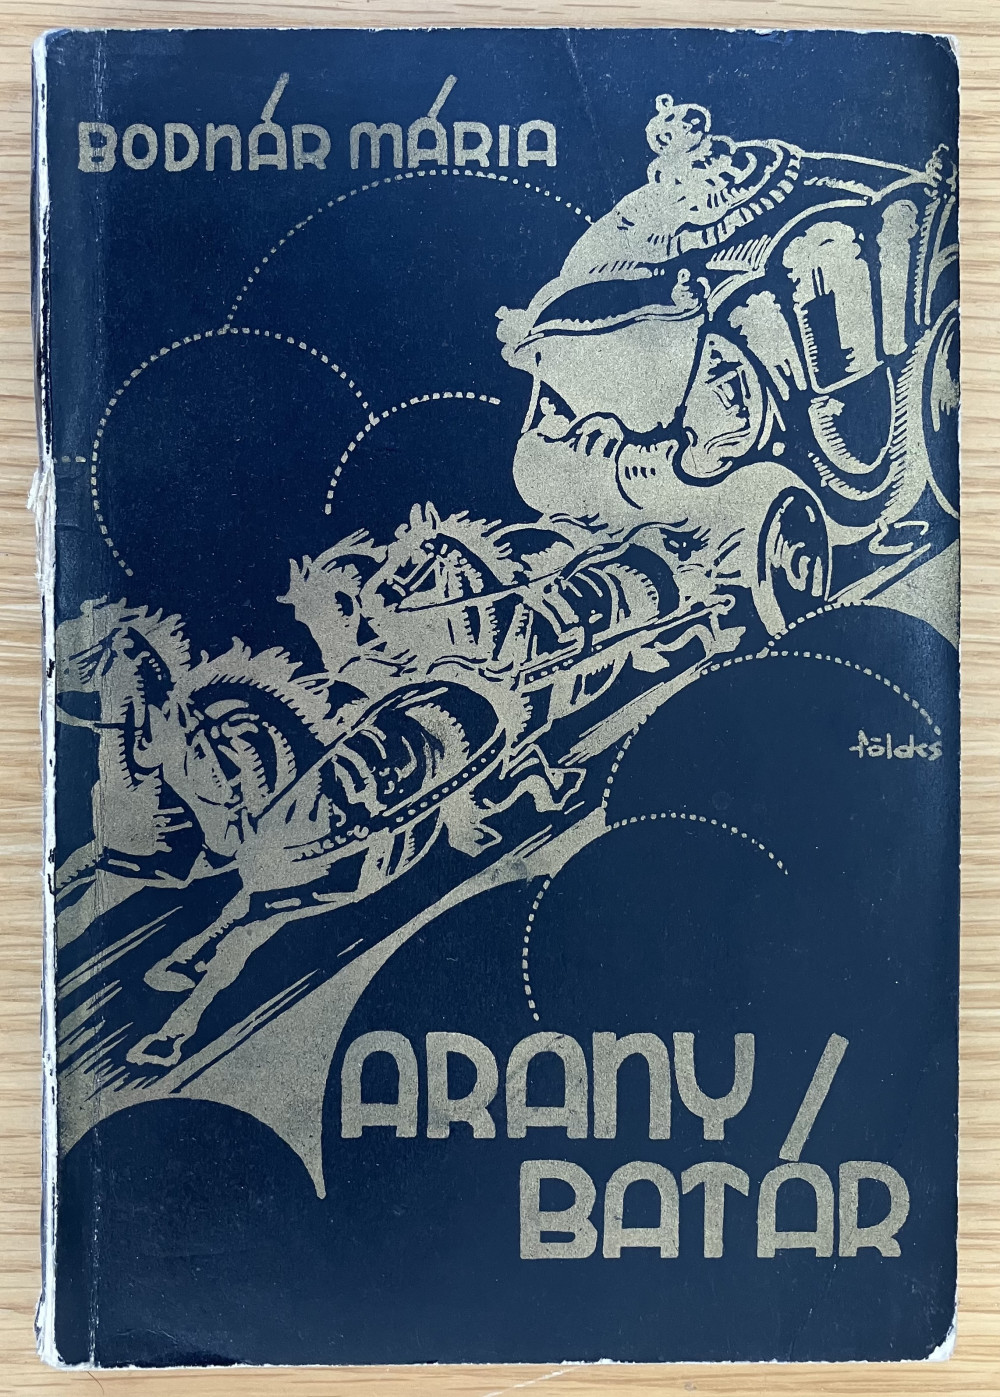 BODNÁR MÁRIA
földes
ARANY
BATÁR